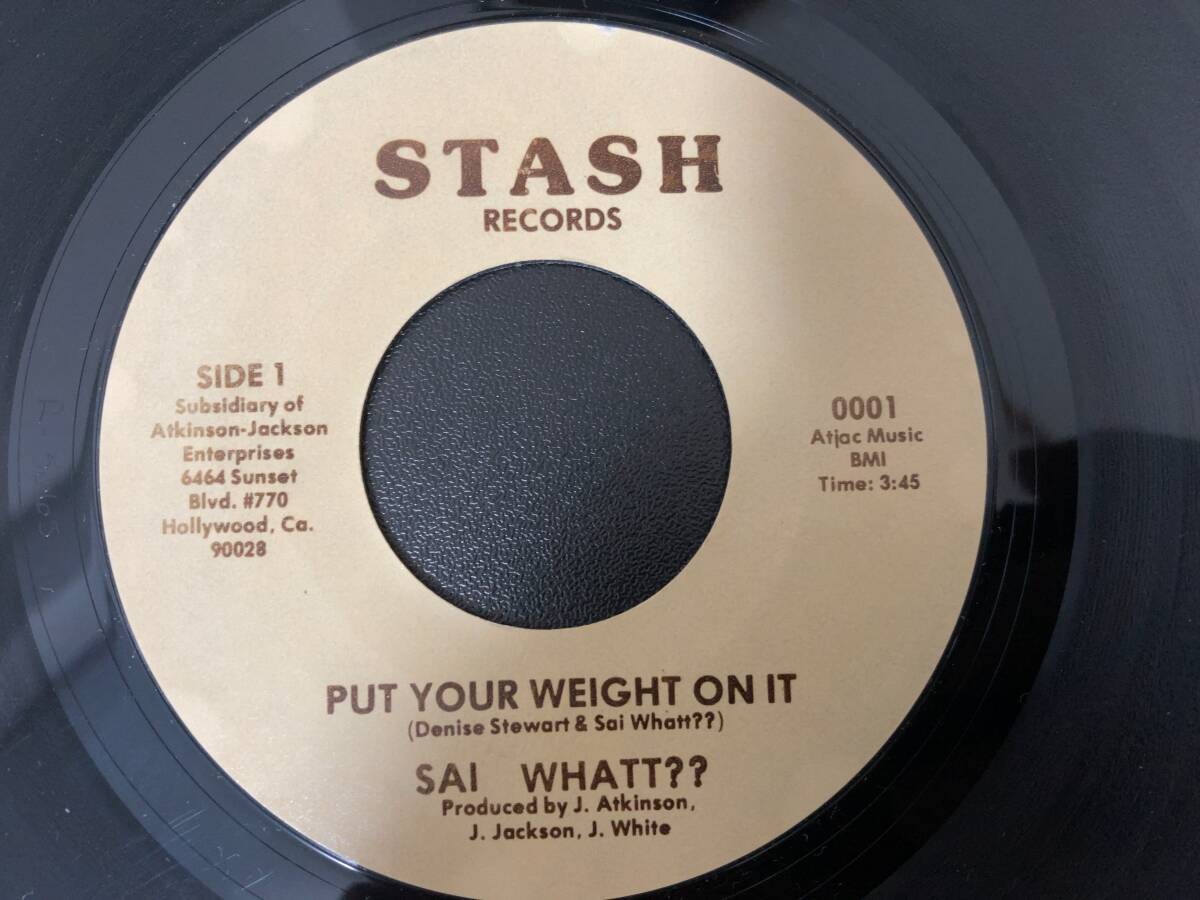 STASH
RECORDS
SIDE 1
Subsidiary of
Atkinson-Jackson
Enterprises
6464 Sunset
Blvd. #770
Hollywood, Ca.
90028
0001
Atjac Music
BMI
Time: 3:45
PUT YOUR WEIGHT ON IT
(Denise Stewart & Sai Whatt??)
SAI WHATT??
Produced by J. Atkinson,
J. Jackson, J. White